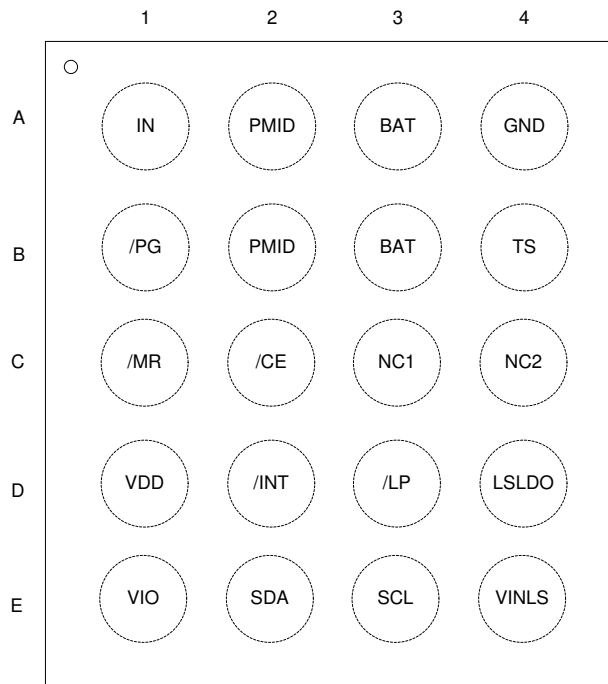 1 2 3 4
A IN PMID BAT GND
B /PG PMID BAT TS
C /MR /CE NC1 NC2
D VDD /INT /LP LSLDO
E VIO SDA SCL VINLS